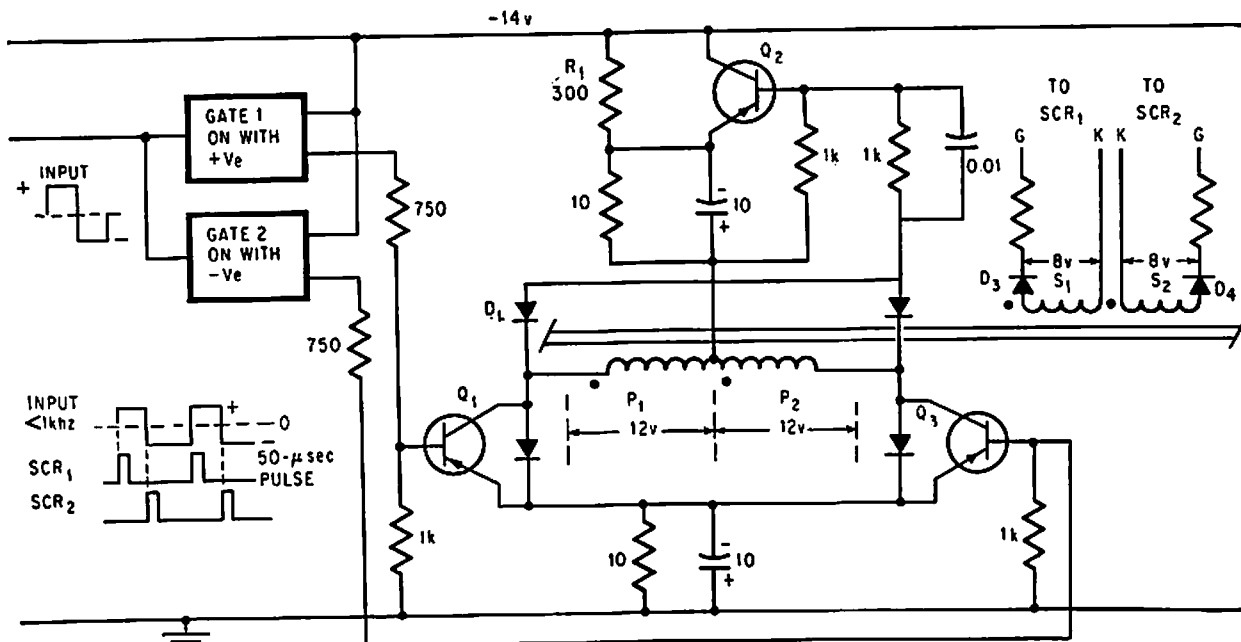 -14v
R1
300
Q2
TO
SCR1
TO
SCR2
G
K
K
G
GATE 1
ON WITH
+Ve
INPUT
+
-
GATE 2
ON WITH
-Ve
750
750
10
-
10
+
1k
1k
0.01
8v
S1
8v
S2
D3
D4
D1
P1
12v
P2
12v
Q1
Q3
INPUT
<1khz
+
0
-
50-μsec
PULSE
SCR1
SCR2
1k
10
-
10
+
1k